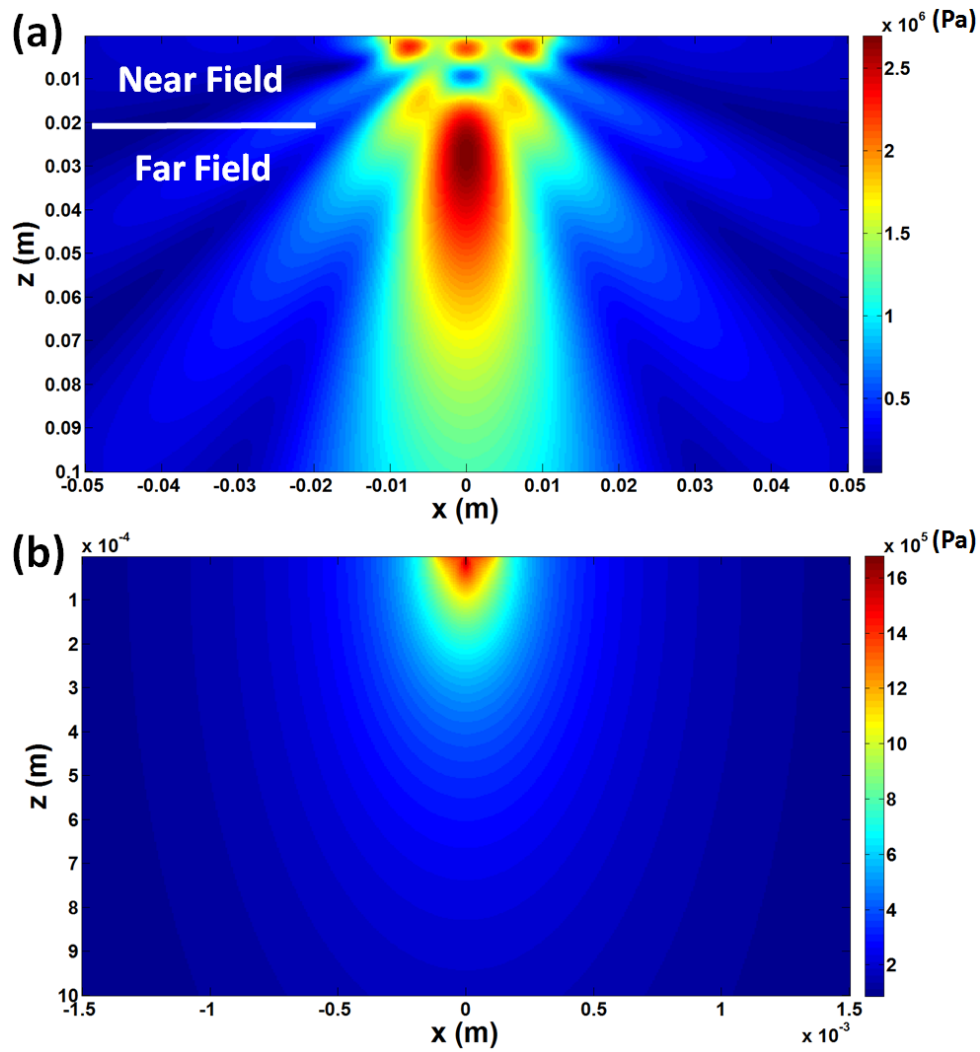 (a)
x 10⁶ (Pa)
Near Field
Far Field
0.01
0.02
0.03
0.04
0.05
0.06
0.07
0.08
0.09
0.1
z (m)
-0.05 -0.04 -0.03 -0.02 -0.01 0 0.01 0.02 0.03 0.04 0.05
x (m)
2.5
2
1.5
1
0.5
(b)
x 10⁻⁴
x 10⁵ (Pa)
1
2
3
4
5
6
7
8
9
10
z (m)
-1.5 -1 -0.5 0 0.5 1 1.5
x (m)
x 10⁻³
16
14
12
10
8
6
4
2